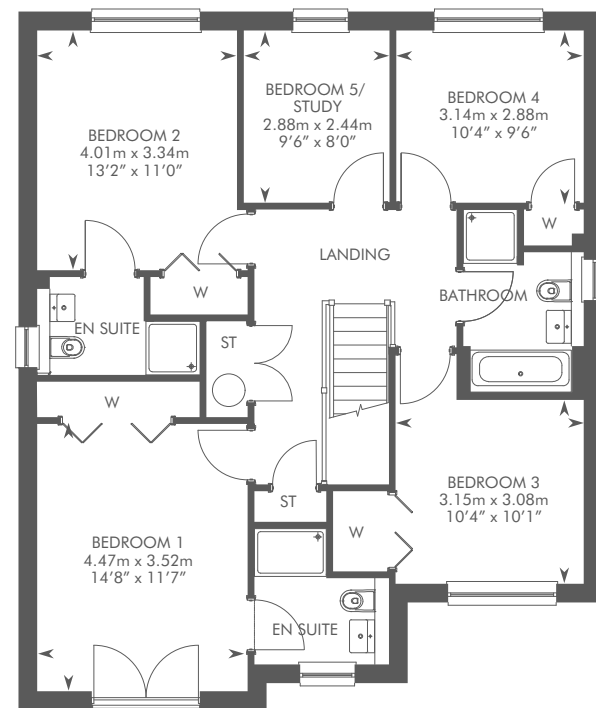 BEDROOM 2
4.01m x 3.34m
13’2” x 11’0”
BEDROOM 5/
STUDY
2.88m x 2.44m
9’6” x 8’0”
BEDROOM 4
3.14m x 2.88m
10’4” x 9’6”
W
LANDING
W
BATHROOM
EN SUITE
ST
W
BEDROOM 1
4.47m x 3.52m
14’8” x 11’7”
ST
W
BEDROOM 3
3.15m x 3.08m
10’4” x 10’1”
EN SUITE